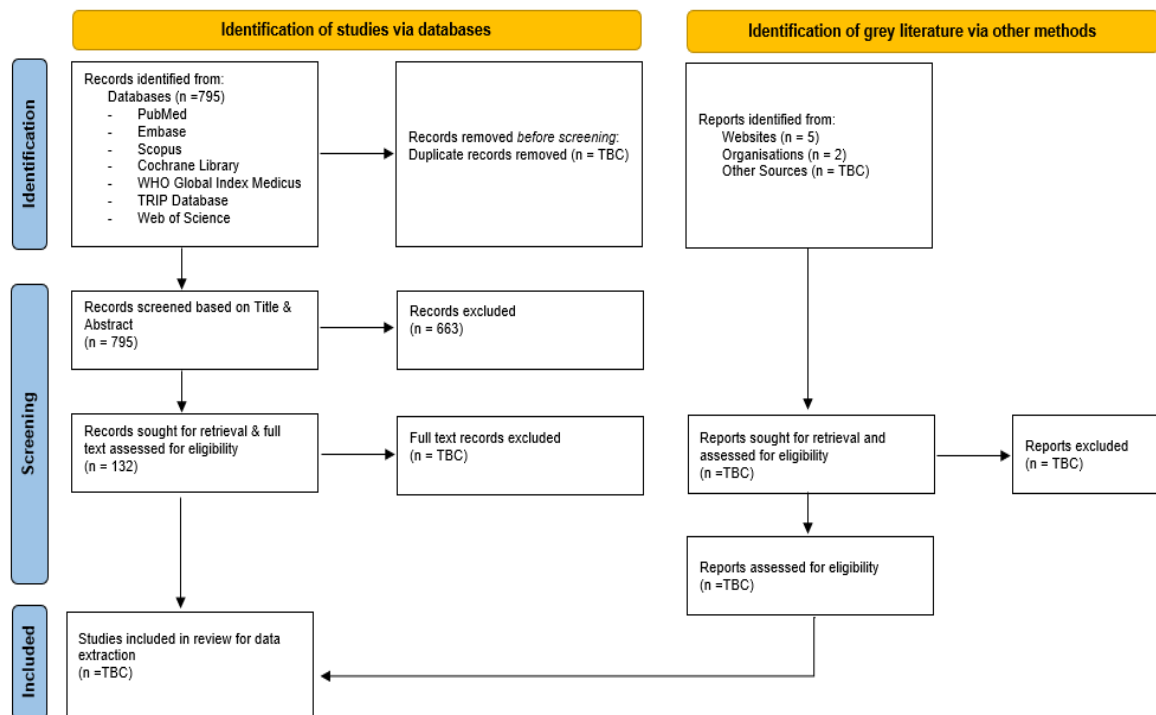 Identification of studies via databases
Identification of grey literature via other methods
Identification
Records identified from:
Databases (n =795)
- PubMed
- Embase
- Scopus
- Cochrane Library
- WHO Global Index Medicus
- TRIP Database
- Web of Science
Records removed before screening:
Duplicate records removed (n = TBC)
Reports identified from:
Websites (n = 5)
Organisations (n = 2)
Other Sources (n = TBC)
Screening
Records screened based on Title &
Abstract
(n = 795)
Records excluded
(n = 663)
Records sought for retrieval & full
text assessed for eligibility
(n = 132)
Full text records excluded
(n = TBC)
Reports sought for retrieval and
assessed for eligibility
(n =TBC)
Reports excluded
(n = TBC)
Reports assessed for eligibility
(n =TBC)
Included
Studies included in review for data
extraction
(n =TBC)